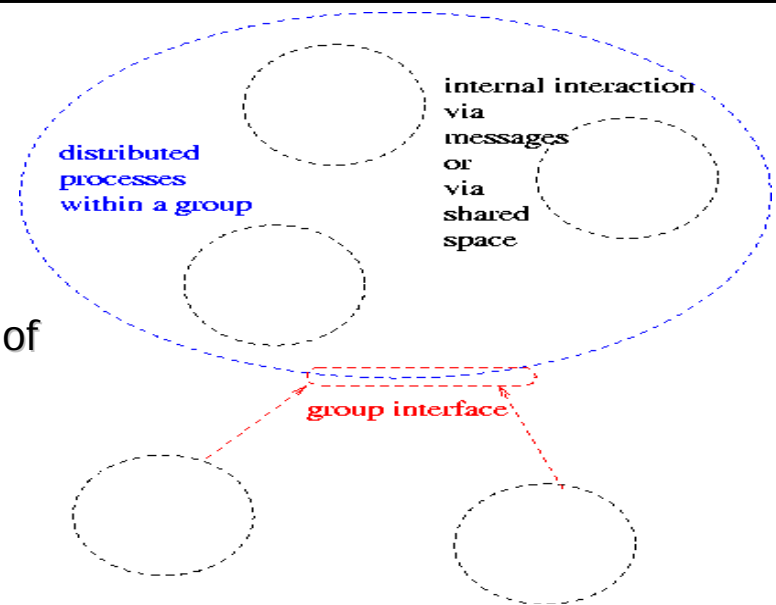 distributed
processes
within a group
internal interaction
via
messages
or
via
shared
space
of
group interface